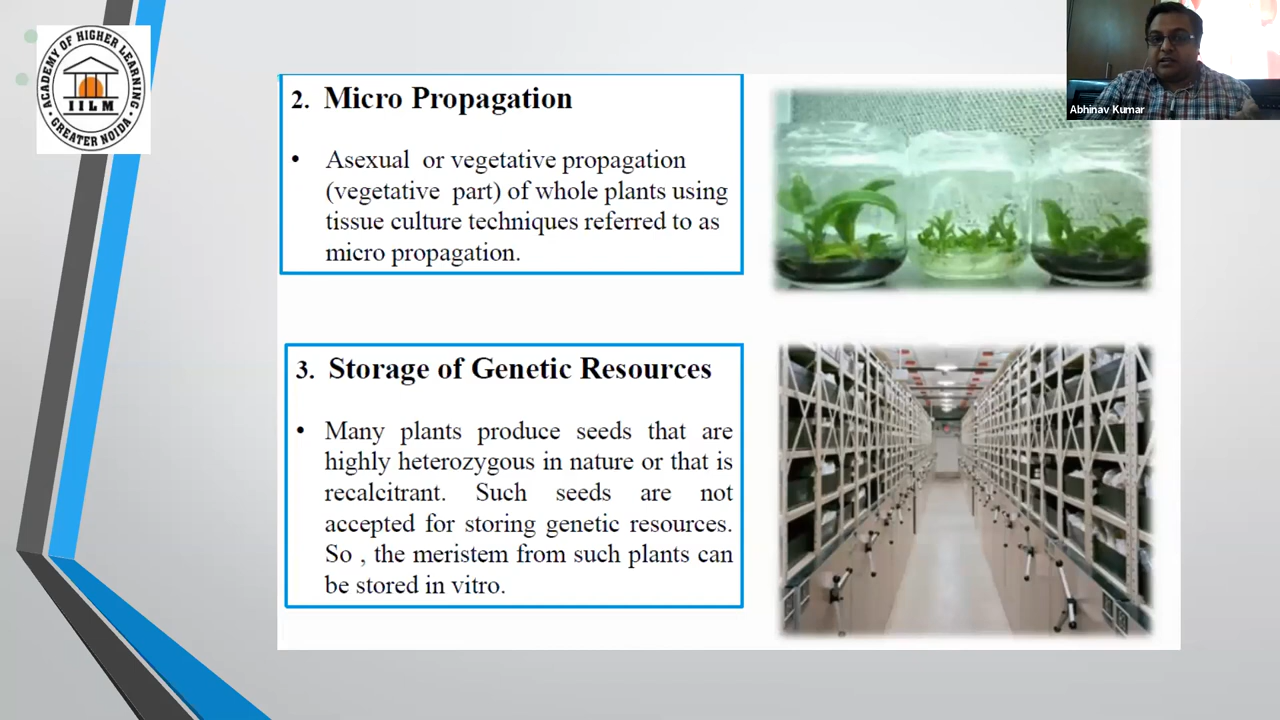 ACADEMY OF HIGHER LEARNING
IILM
GREATER NOIDA
Abhinav Kumar
2. Micro Propagation
• Asexual or vegetative propagation
(vegetative part) of whole plants using
tissue culture techniques referred to as
micro propagation.
3. Storage of Genetic Resources
• Many plants produce seeds that are
highly heterozygous in nature or that is
recalcitrant. Such seeds are not
accepted for storing genetic resources.
So , the meristem from such plants can
be stored in vitro.